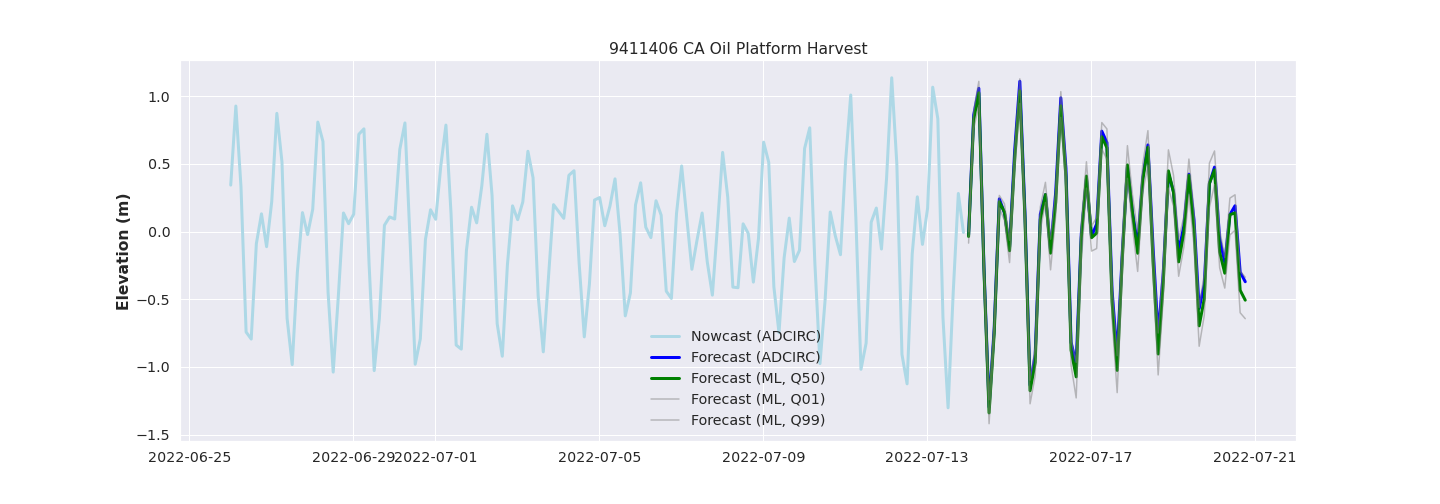 9411406 CA Oil Platform Harvest
Elevation (m)
1.0
0.5
0.0
−0.5
−1.0
−1.5
Nowcast (ADCIRC)
Forecast (ADCIRC)
Forecast (ML, Q50)
Forecast (ML, Q01)
Forecast (ML, Q99)
2022-06-25 2022-06-29 2022-07-01 2022-07-05 2022-07-09 2022-07-13 2022-07-17 2022-07-21